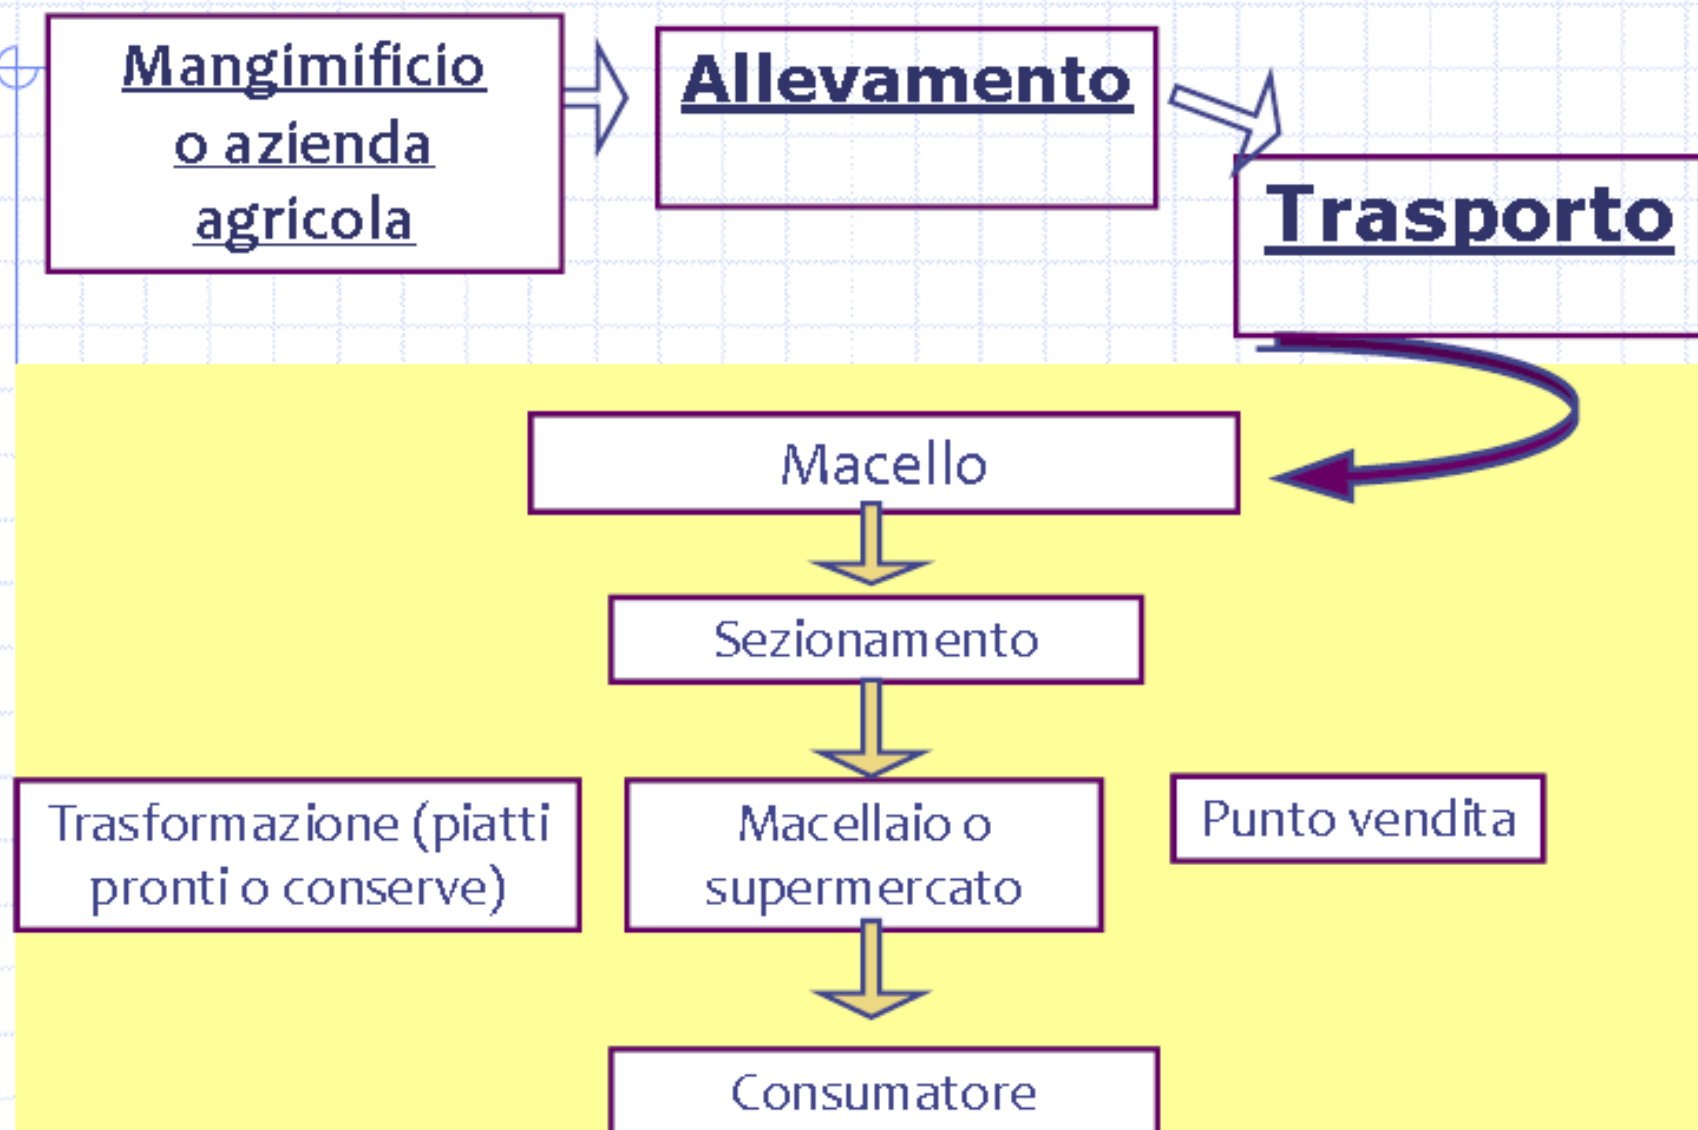 Mangimificio
o azienda
agricola
Allevamento
Trasporto
Macello
Sezionamento
Trasformazione (piatti
pronti o conserve)
Macellaio o
supermercato
Punto vendita
Consumatore